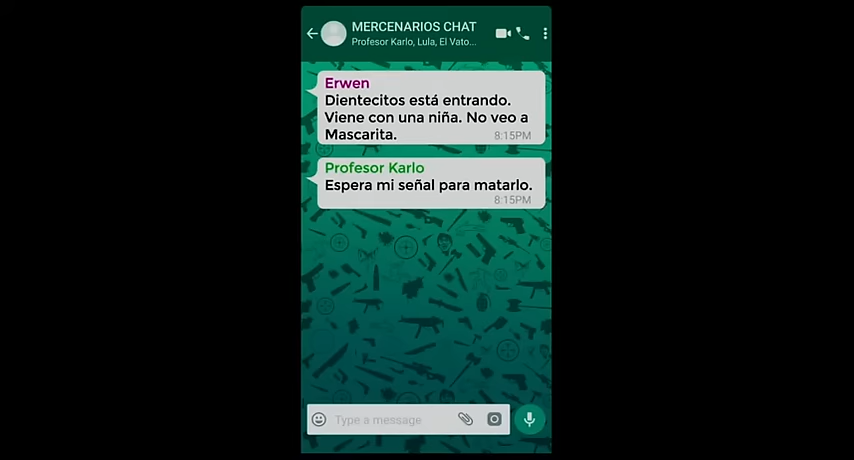 MERCENARIOS CHAT
Profesor Karlo, Lula, El Vato...
Erwen
Dientecitos está entrando.
Viene con una niña. No veo a
Mascarita.
8:15PM
Profesor Karlo
Espera mi señal para matarlo.
8:15PM
Type a message